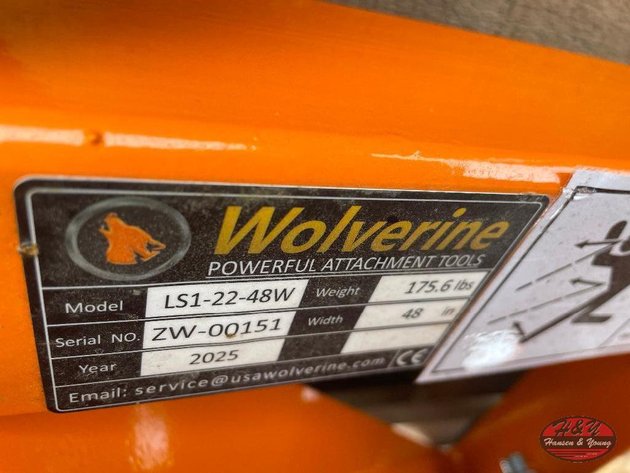 Wolverine
POWERFUL ATTACHMENT TOOLS
Model LS1-22-48W Weight 175.6 lbs
Serial NO. ZW-00151 Width 48 in
Year 2025
Email: service@usawolverine.com CE
H&Y
Hansen & Young